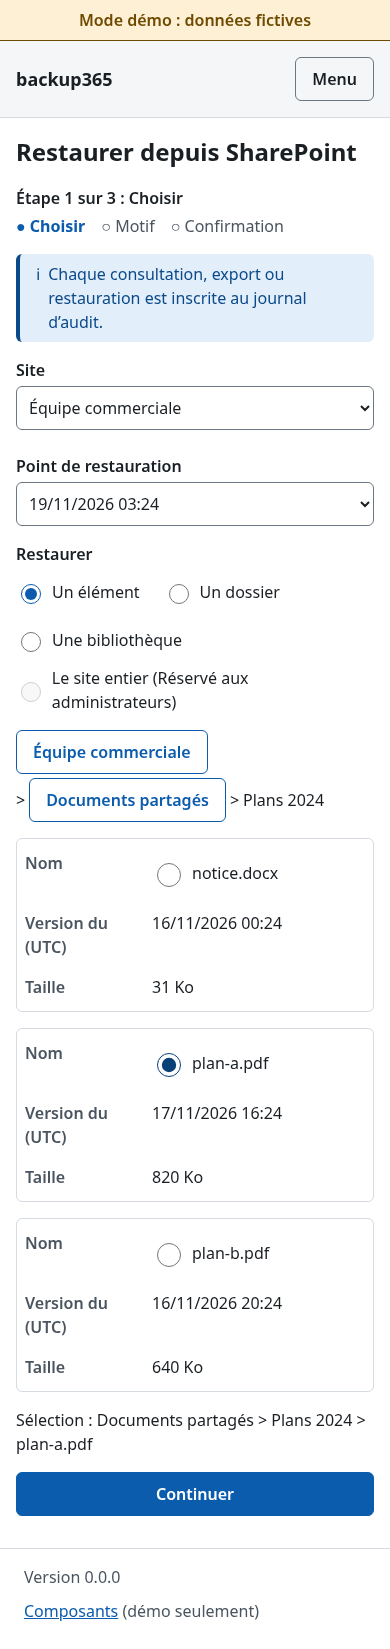 Mode démo : données fictives
backup365
Menu
Restaurer depuis SharePoint
Étape 1 sur 3 : Choisir
● Choisir ○ Motif ○ Confirmation
i Chaque consultation, export ou
restauration est inscrite au journal
d’audit.
Site
Équipe commerciale
Point de restauration
19/11/2026 03:24
Restaurer
Un élément
Un dossier
Une bibliothèque
Le site entier (Réservé aux
administrateurs)
Équipe commerciale
> Documents partagés > Plans 2024
Nom notice.docx
Version du 16/11/2026 00:24
(UTC)
Taille 31 Ko
Nom plan-a.pdf
Version du 17/11/2026 16:24
(UTC)
Taille 820 Ko
Nom plan-b.pdf
Version du 16/11/2026 20:24
(UTC)
Taille 640 Ko
Sélection : Documents partagés > Plans 2024 >
plan-a.pdf
Continuer
Version 0.0.0
Composants (démo seulement)